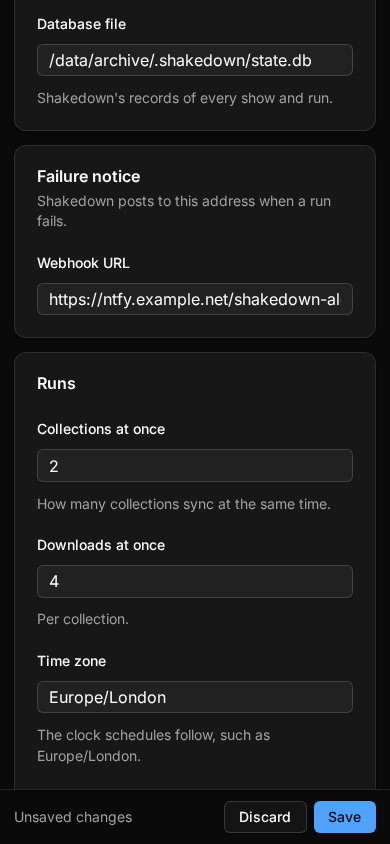 Database file
/data/archive/.shakedown/state.db
Shakedown's records of every show and run.
Failure notice
Shakedown posts to this address when a run
fails.
Webhook URL
https://ntfy.example.net/shakedown-al
Runs
Collections at once
2
How many collections sync at the same time.
Downloads at once
4
Per collection.
Time zone
Europe/London
The clock schedules follow, such as
Europe/London.
Unsaved changes
Discard
Save